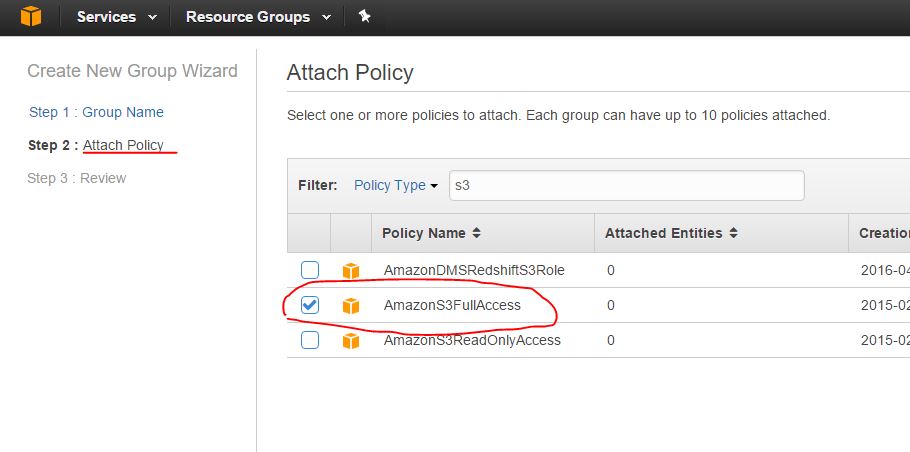 Services Resource Groups
Create New Group Wizard
Step 1 : Group Name
Step 2 : Attach Policy
Step 3 : Review
Attach Policy
Select one or more policies to attach. Each group can have up to 10 policies attached.
Filter: Policy Type s3
Policy Name Attached Entities Creation
AmazonDMSRedshiftS3Role 0 2016-04
AmazonS3FullAccess 0 2015-02
AmazonS3ReadOnlyAccess 0 2015-02